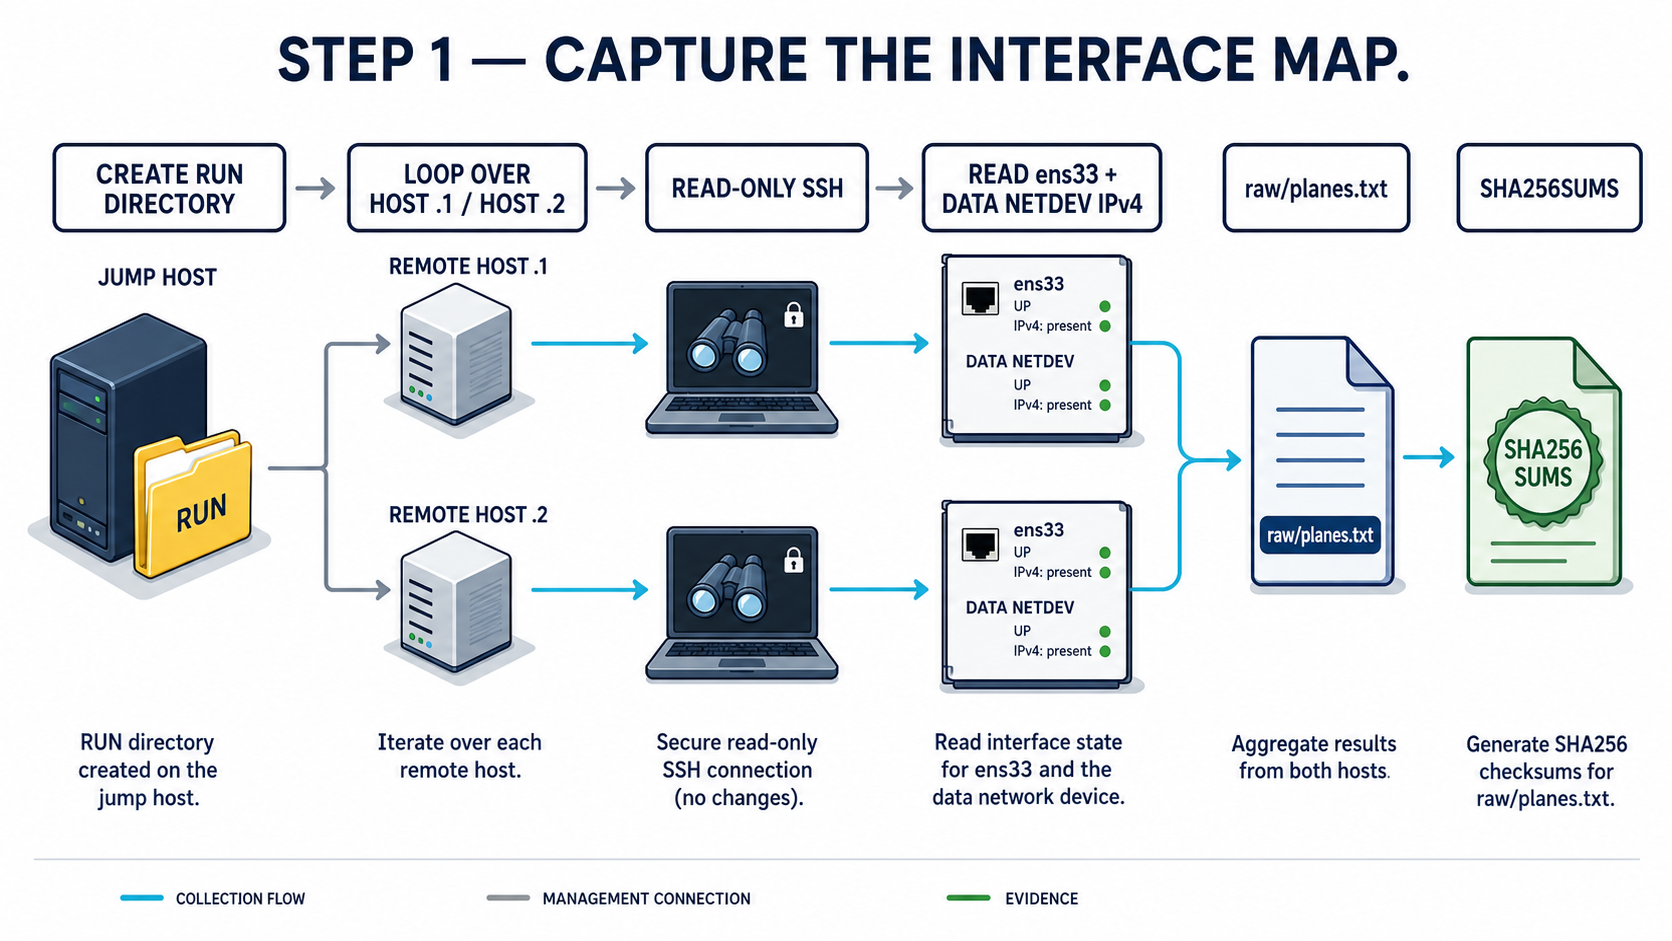 STEP 1 — CAPTURE THE INTERFACE MAP.
CREATE RUN
DIRECTORY
LOOP OVER
HOST .1 / HOST .2
READ-ONLY SSH
READ ens33 +
DATA NETDEV IPv4
raw/planes.txt
SHA256SUMS
JUMP HOST
RUN
REMOTE HOST .1
ens33
UP
IPv4: present
DATA NETDEV
UP
IPv4: present
REMOTE HOST .2
ens33
UP
IPv4: present
DATA NETDEV
UP
IPv4: present
raw/planes.txt
SHA256
SUMS
RUN directory
created on the
jump host.
Iterate over each
remote host.
Secure read-only
SSH connection
(no changes).
Read interface state
for ens33 and the
data network device.
Aggregate results
from both hosts.
Generate SHA256
checksums for
raw/planes.txt.
COLLECTION FLOW
MANAGEMENT CONNECTION
EVIDENCE